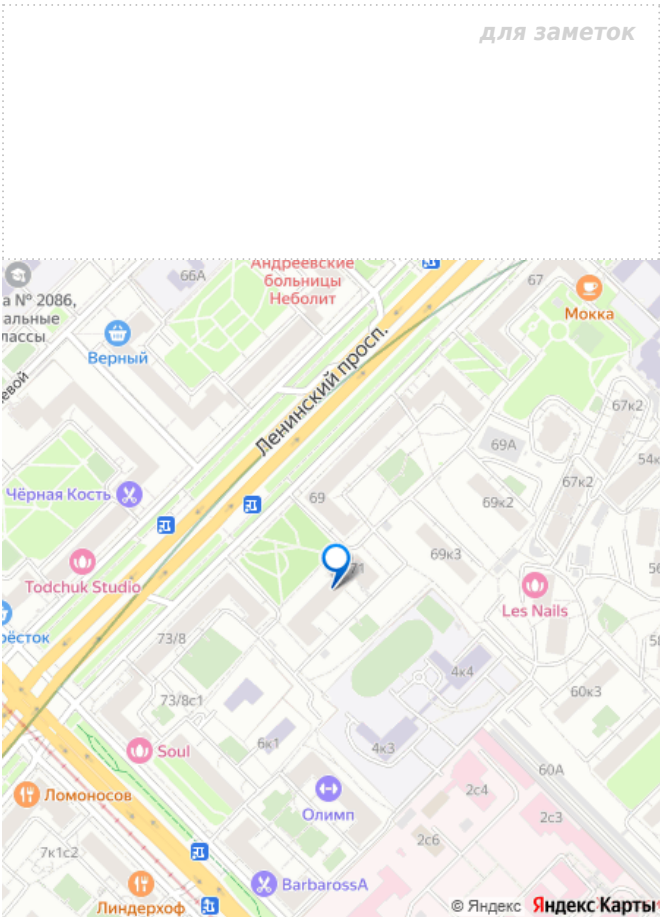 для заметок
Андреевские
больницы
Неболит
66А
67
а № 2086,
альные
лассы
Мокка
Верный
евой
Ленинский просп.
67к2
69А
54к
Чёрная Кость
67к2
69
69к2
69к3
71
Todchuk Studio
Les Nails
рёсток
73/8
4к4
60к3
73/8с1
6к1
4к3
Soul
60А
2с4
Ломоносов
Олимп
2с3
2с6
7к1с2
BarbarossA
Линдерхоф
© Яндекс Яндекс Карты